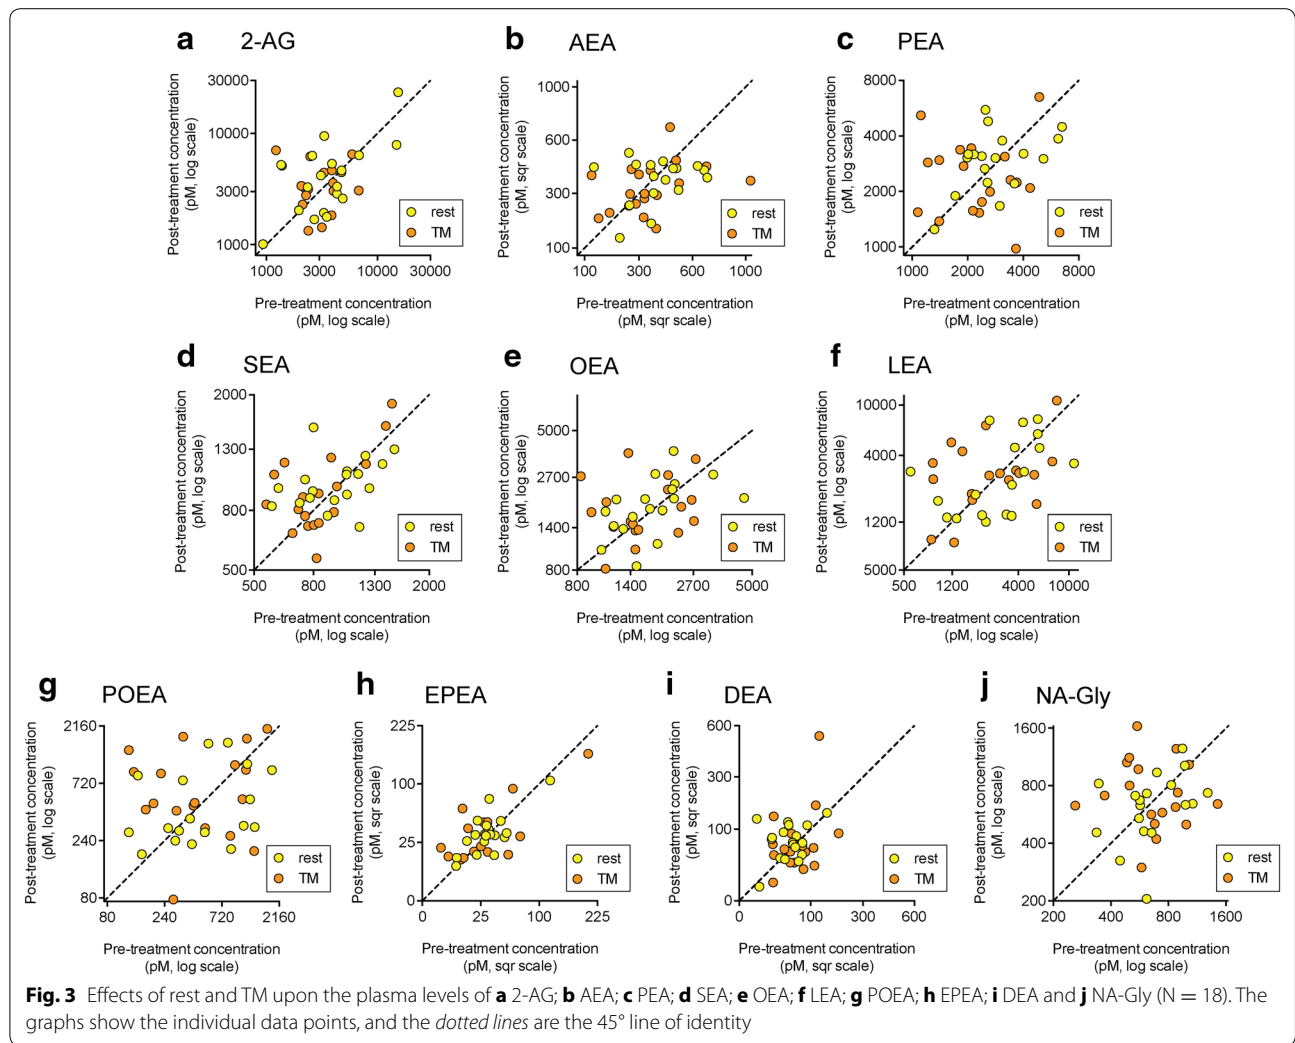 a 2-AG
Post-treatment concentration
(pM, log scale)
30000
10000
3000
1000
1000 3000 10000 30000
rest
TM
Pre-treatment concentration
(pM, log scale)
b AEA
Post-treatment concentration
(pM, sqr scale)
1000
600
300
100
100 300 600 1000
rest
TM
Pre-treatment concentration
(pM, sqr scale)
c PEA
Post-treatment concentration
(pM, log scale)
8000
4000
2000
1000
1000 2000 4000 8000
rest
TM
Pre-treatment concentration
(pM, log scale)
d SEA
Post-treatment concentration
(pM, log scale)
2000
1300
800
500
500 800 1300 2000
rest
TM
Pre-treatment concentration
(pM, log scale)
e OEA
Post-treatment concentration
(pM, log scale)
5000
2700
1400
800
800 1400 2700 5000
rest
TM
Pre-treatment concentration
(pM, log scale)
f LEA
Post-treatment concentration
(pM, log scale)
10000
4000
1200
5000
500 1200 4000 10000
rest
TM
Pre-treatment concentration
(pM, log scale)
g POEA
Post-treatment concentration
(pM, log scale)
2160
720
240
80
80 240 720 2160
rest
TM
Pre-treatment concentration
(pM, log scale)
h EPEA
Post-treatment concentration
(pM, sqr scale)
225
100
25
0
0 25 100 225
rest
TM
Pre-treatment concentration
(pM, sqr scale)
i DEA
Post-treatment concentration
(pM, sqr scale)
600
300
100
0
0 100 300 600
rest
TM
Pre-treatment concentration
(pM, sqr scale)
j NA-Gly
Post-treatment concentration
(pM, log scale)
1600
800
400
200
200 400 800 1600
rest
TM
Pre-treatment concentration
(pM, log scale)
Fig. 3 Effects of rest and TM upon the plasma levels of a 2-AG; b AEA; c PEA; d SEA; e OEA; f LEA; g POEA; h EPEA; i DEA and j NA-Gly (N = 18). The
graphs show the individual data points, and the dotted lines are the 45° line of identity